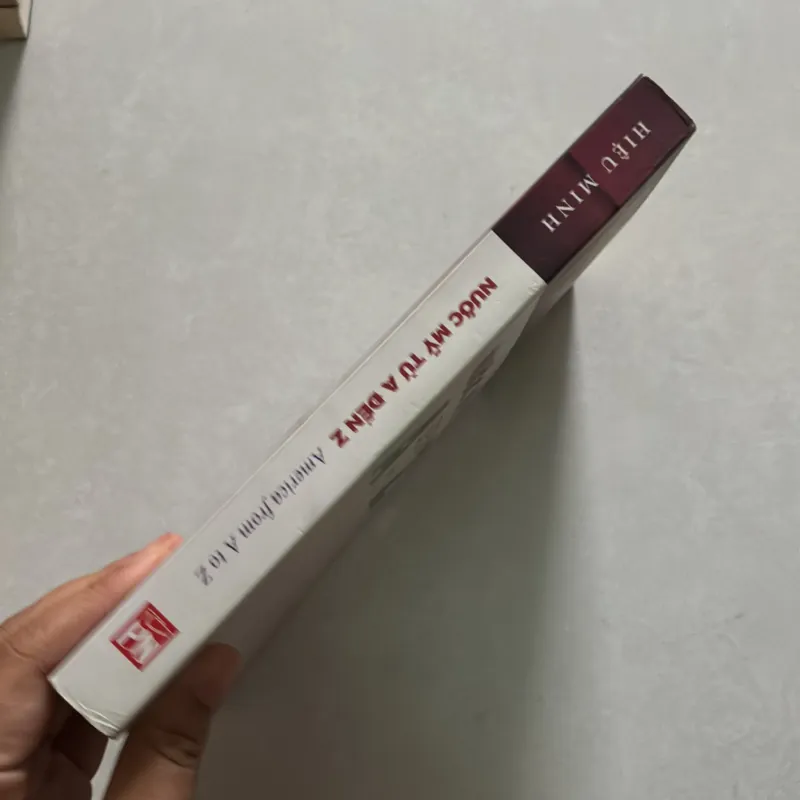 HIỆU MINH
NƯỚC MỸ TỪ A ĐẾN Z America from A to Z